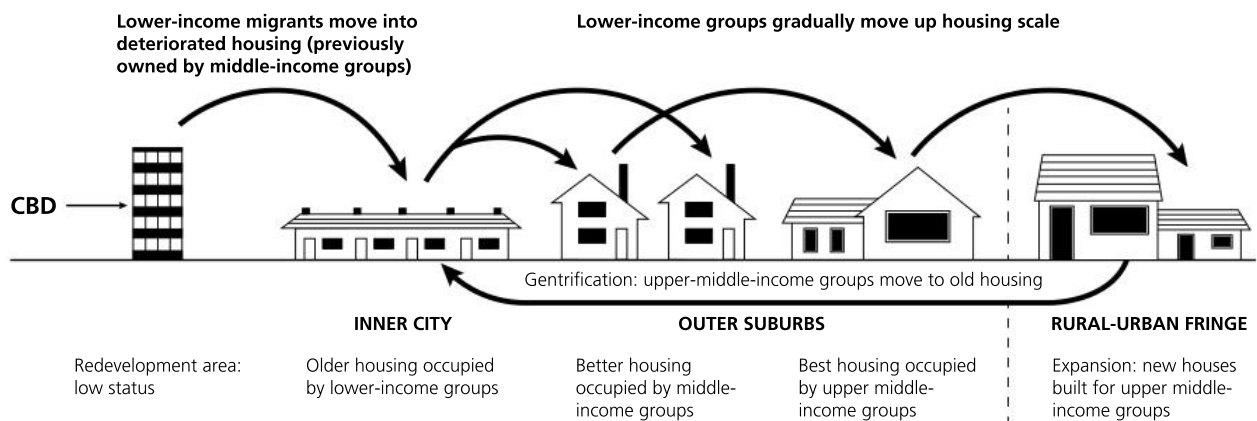 Lower-income migrants move into
deteriorated housing (previously
owned by middle-income groups)
Lower-income groups gradually move up housing scale
CBD
Gentrification: upper-middle-income groups move to old housing
INNER CITY
OUTER SUBURBS
RURAL-URBAN FRINGE
Redevelopment area:
low status
Older housing occupied
by lower-income groups
Better housing
occupied by middle-
income groups
Best housing occupied
by upper middle-
income groups
Expansion: new houses
built for upper middle-
income groups